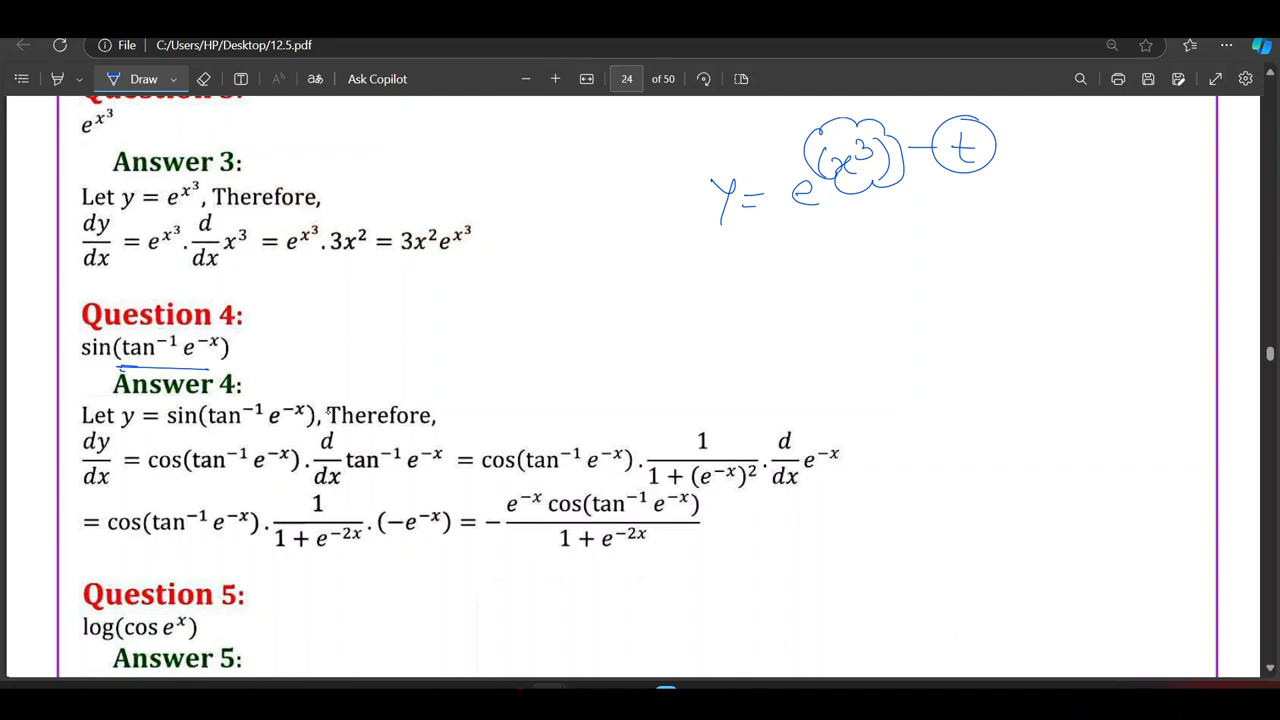 File C:/Users/HP/Desktop/12.5.pdf
Draw Ask Copilot 24 of 50
e^{x^3}
Answer 3:
Let y = e^{x^3}, Therefore,
dy/dx = e^{x^3} . d/dx x^3 = e^{x^3} . 3x^2 = 3x^2 e^{x^3}
y = e^{(x^3)} — t
Question 4:
sin(tan^{−1} e^{−x})
Answer 4:
Let y = sin(tan^{−1} e^{−x}), Therefore,
dy/dx = cos(tan^{−1} e^{−x}) . d/dx tan^{−1} e^{−x} = cos(tan^{−1} e^{−x}) . 1/(1 + (e^{−x})^2) . d/dx e^{−x}
= cos(tan^{−1} e^{−x}) . 1/(1 + e^{−2x}) . (−e^{−x}) = − e^{−x} cos(tan^{−1} e^{−x})/(1 + e^{−2x})
Question 5:
log(cos e^x)
Answer 5: